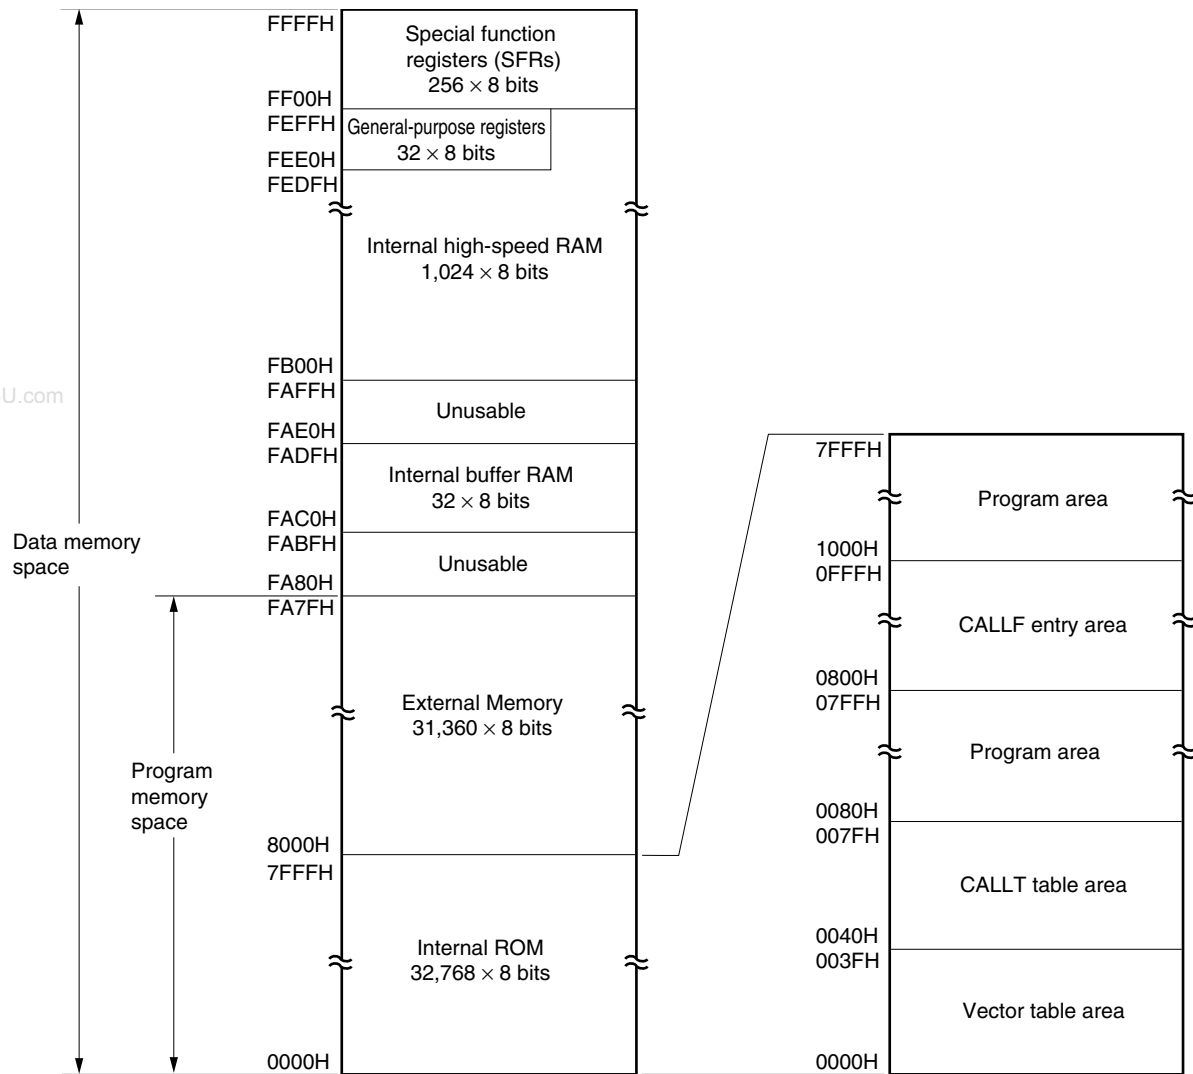 FFFFH
Special function
registers (SFRs)
256 × 8 bits
FF00H
FEFFH
General-purpose registers
32 × 8 bits
FEE0H
FEDFH
Internal high-speed RAM
1,024 × 8 bits
FB00H
FAFFH
U.com
Unusable
FAE0H
FADFH
Internal buffer RAM
32 × 8 bits
FAC0H
FABFH
Data memory
space
Unusable
FA80H
FA7FH
External Memory
31,360 × 8 bits
Program
memory
space
8000H
7FFFH
Internal ROM
32,768 × 8 bits
0000H
7FFFH
Program area
1000H
0FFFH
CALLF entry area
0800H
07FFH
Program area
0080H
007FH
CALLT table area
0040H
003FH
Vector table area
0000H